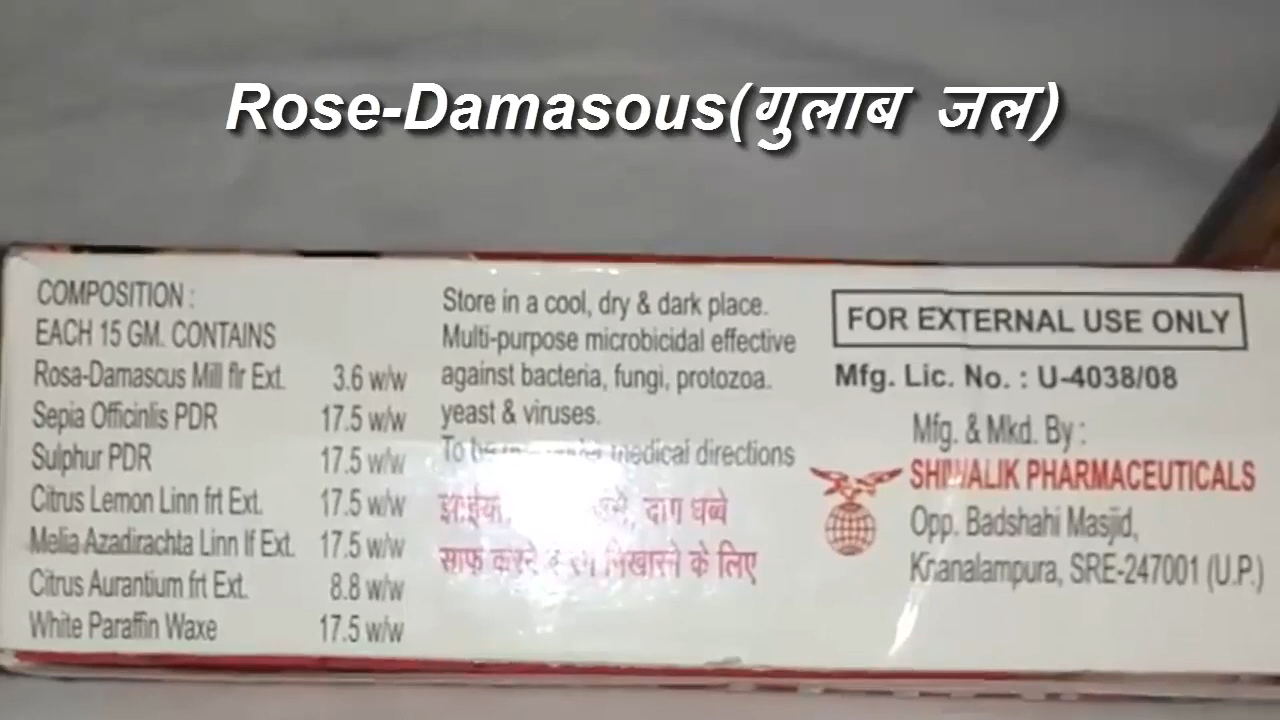 Rose-Damasous(गुलाब जल)
COMPOSITION :
EACH 15 GM. CONTAINS
Rosa-Damascus Mill flr Ext. 3.6 w/w
Sepia Officinlis PDR 17.5 w/w
Sulphur PDR 17.5 w/w
Citrus Lemon Linn frt Ext. 17.5 w/w
Melia Azadirachta Linn lf Ext. 17.5 w/w
Citrus Aurantium frt Ext. 8.8 w/w
White Paraffin Waxe 17.5 w/w
Store in a cool, dry & dark place.
Multi-purpose microbicidal effective
against bacteria, fungi, protozoa.
yeast & viruses.
To medical directions
दाग धब्बे
साफ करने निखारने के लिए
FOR EXTERNAL USE ONLY
Mfg. Lic. No. : U-4038/08
Mfg. & Mkd. By :
SHIWALIK PHARMACEUTICALS
Opp. Badshahi Masjid,
Khanalampura, SRE-247001 (U.P.)